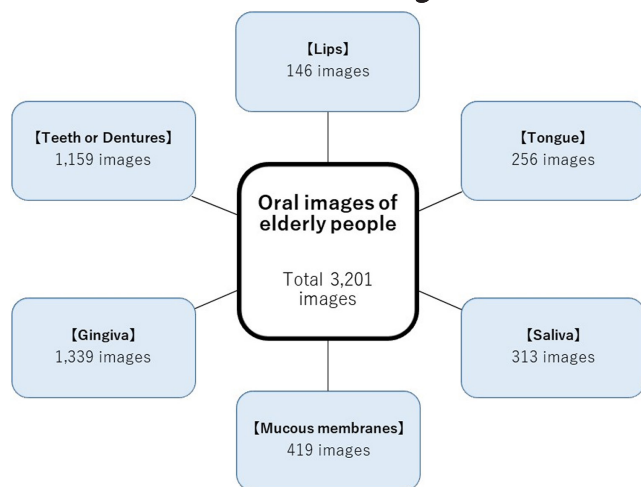 【Lips】
146 images
【Teeth or Dentures】
1,159 images
【Tongue】
256 images
Oral images of
elderly people
Total 3,201
images
【Gingiva】
1,339 images
【Saliva】
313 images
【Mucous membranes】
419 images